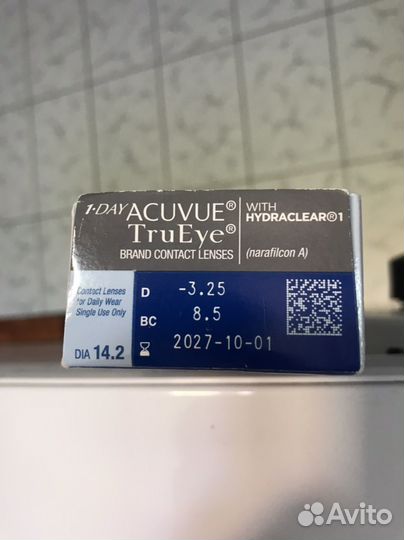 1·DAY ACUVUE®
TruEye®
BRAND CONTACT LENSES
WITH
HYDRACLEAR®1
(narafilcon A)
Contact Lenses
for Daily Wear
Single Use Only
DIA 14.2
D -3.25
BC 8.5
2027-10-01
Avito